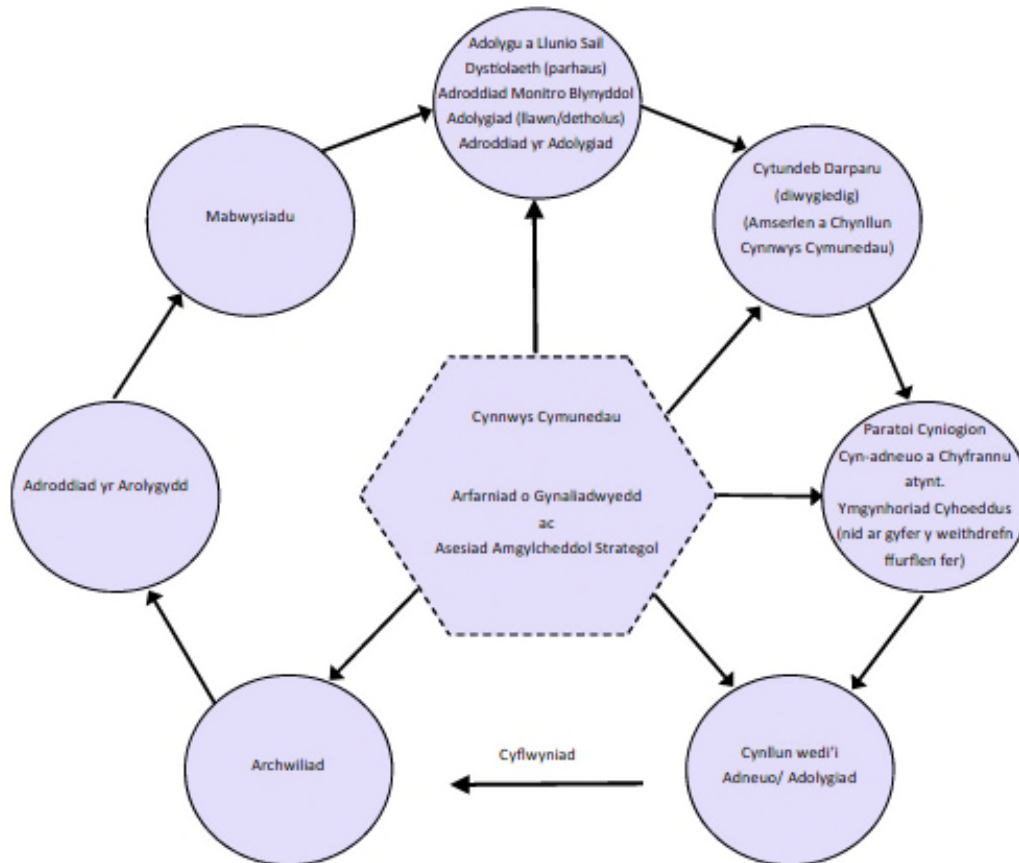 Adolygu a Llunio Sail
Dystiolaeth (parhaus)
Adroddiad Monitro Blynyddol
Adolygiad (llawn/detholus)
Adroddiad yr Adolygiad
Cytundeb Darparu
(diwygiedig)
(Amserlen a Chynllun
Cynnwys Cymunedau)
Mabwysiadu
Cynnwys Cymunedau
Arfarniad o Gynaliadwyedd
ac
Asesiad Amgylcheddol Strategol
Paratoi Cyniogion
Cyn-adneuo a Chyfrannu
atynt.
Ymgynhoriad Cyhoeddus
(nid ar gyfer y weithdrefn
ffurflen fer)
Adroddiad yr Arolygydd
Cynllun wedi'i
Adneuo/ Adolygiad
Cyflwyniad
Archwiliad